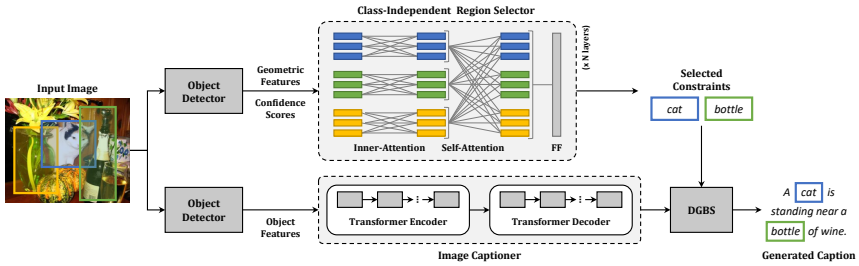 Class-Independent Region Selector
Input Image
Object
Detector
Geometric
Features
Confidence
Scores
Inner-Attention
Self-Attention
FF
(x N layers)
Selected
Constraints
cat
bottle
Object
Detector
Object
Features
Transformer Encoder
Transformer Decoder
Image Captioner
DGBS
A cat is
standing near a
bottle of wine.
Generated Caption